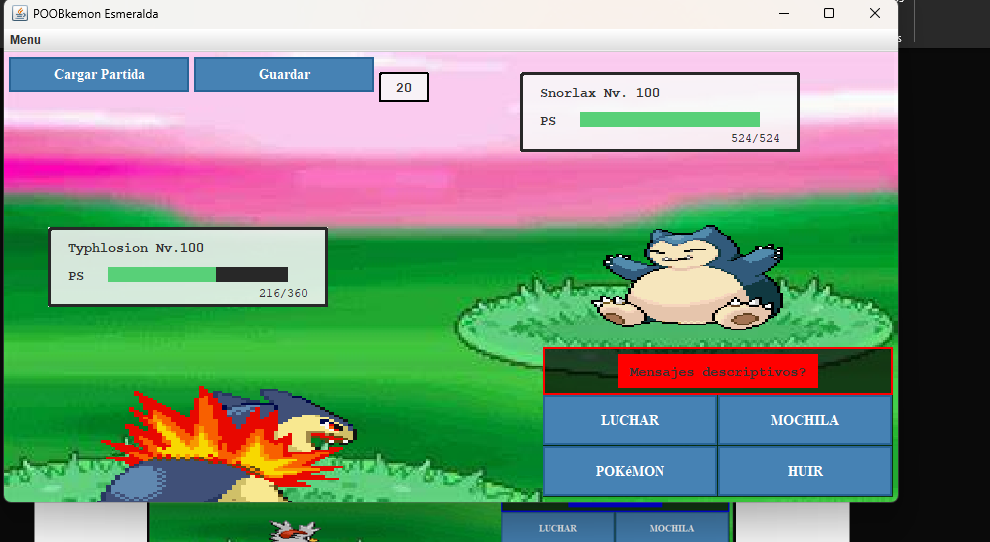 POOBkemon Esmeralda
Menu
Cargar Partida
Guardar
20
Snorlax Nv. 100
PS
524/524
Typhlosion Nv.100
PS
216/360
Mensajes descriptivos?
LUCHAR
MOCHILA
POKéMON
HUIR
LUCHAR
MOCHILA